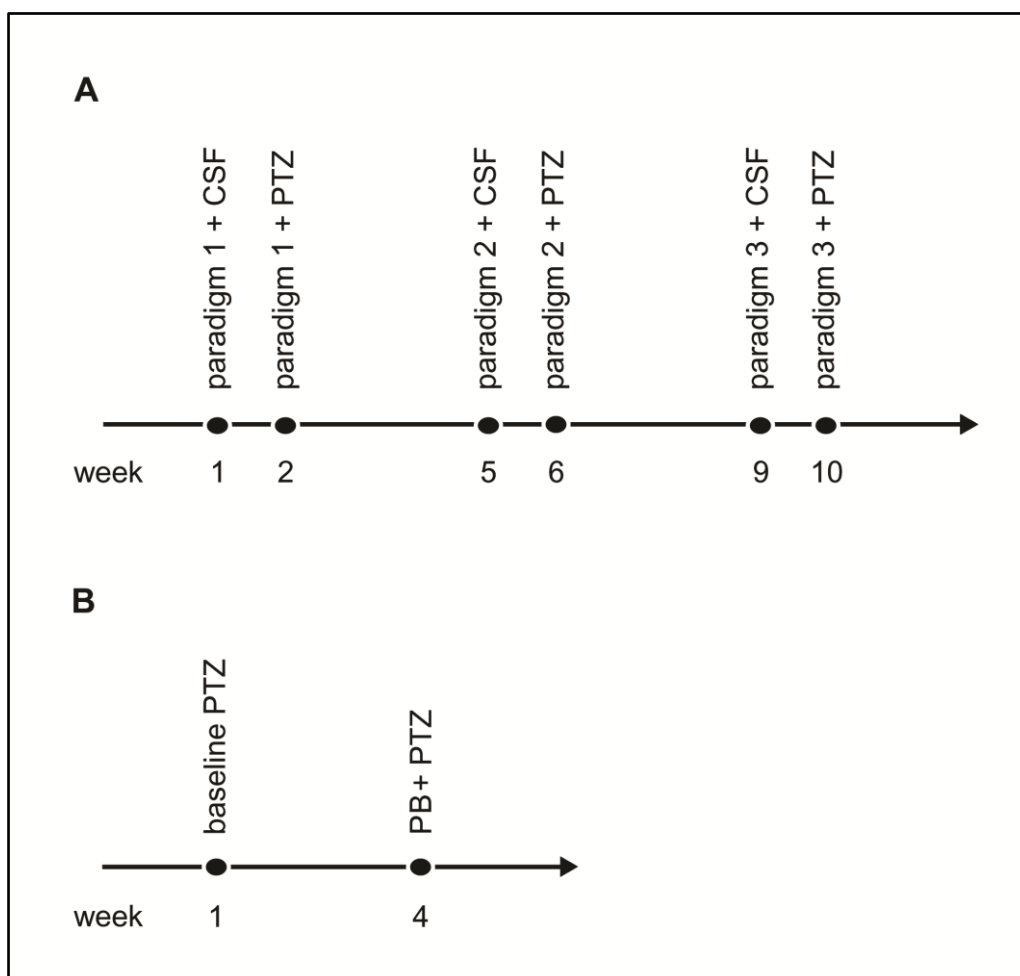 A
paradigm 1 + CSF
paradigm 1 + PTZ
paradigm 2 + CSF
paradigm 2 + PTZ
paradigm 3 + CSF
paradigm 3 + PTZ
week 1 2 5 6 9 10
B
baseline PTZ
PB+ PTZ
week 1 4